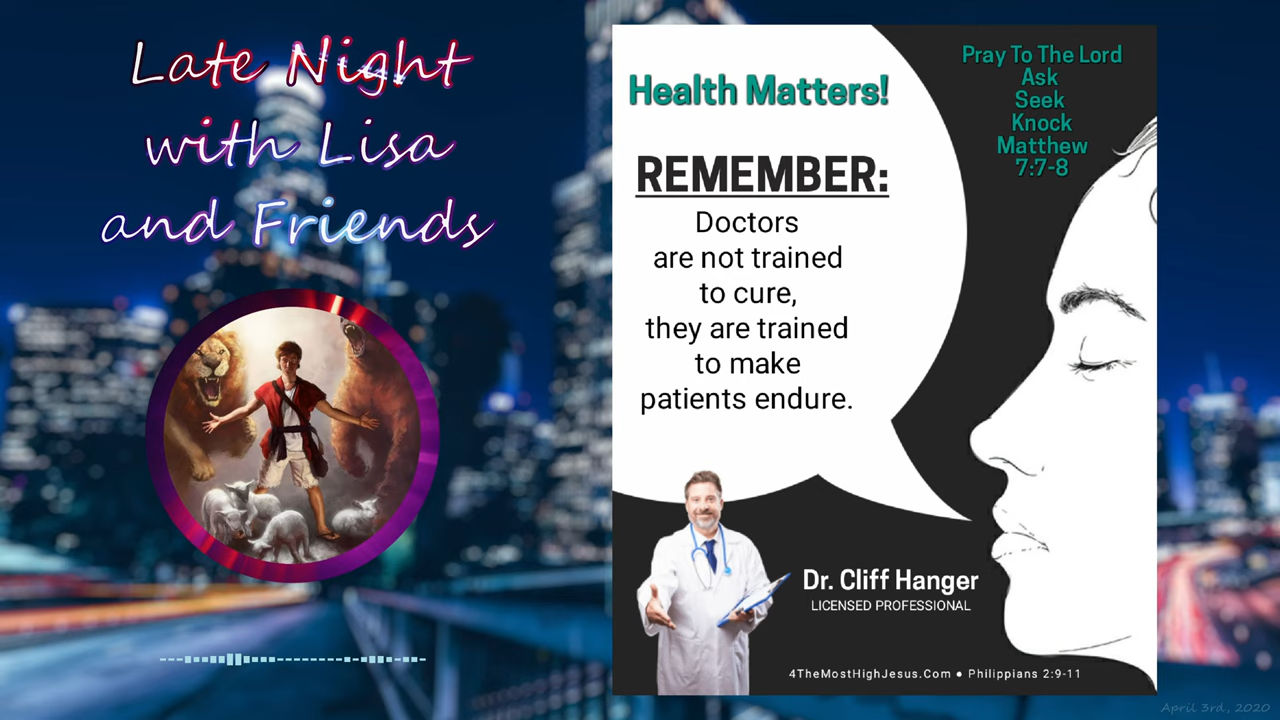 Late Night
with Lisa
and Friends
Health Matters!
REMEMBER:
Doctors
are not trained
to cure,
they are trained
to make
patients endure.
Pray To The Lord
Ask
Seek
Knock
Matthew
7:7-8
Dr. Cliff Hanger
LICENSED PROFESSIONAL
4TheMostHighJesus.Com ● Philippians 2:9-11
April 3rd, 2020